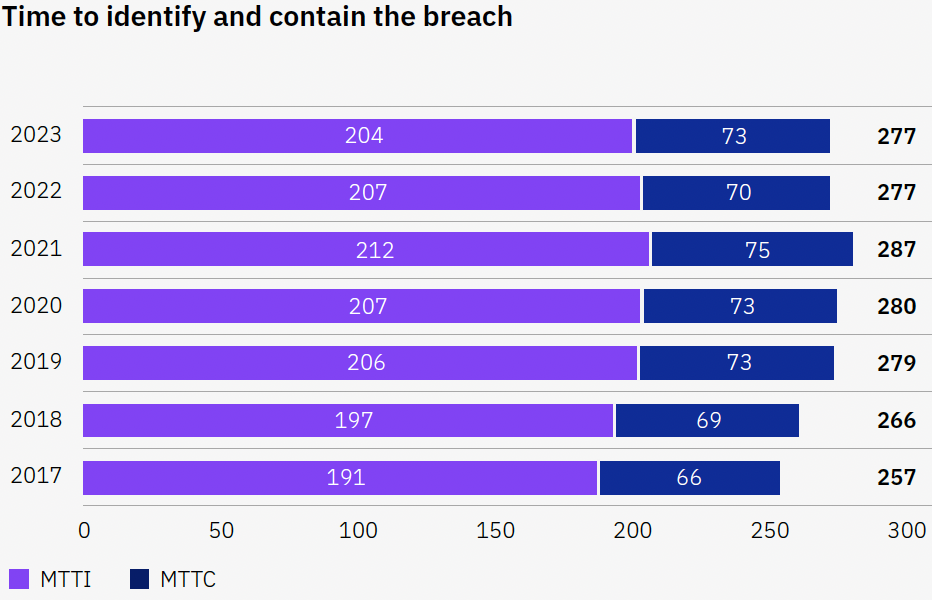 Time to identify and contain the breach
2023 204 73 277
2022 207 70 277
2021 212 75 287
2020 207 73 280
2019 206 73 279
2018 197 69 266
2017 191 66 257
0 50 100 150 200 250 300
MTTI MTTC